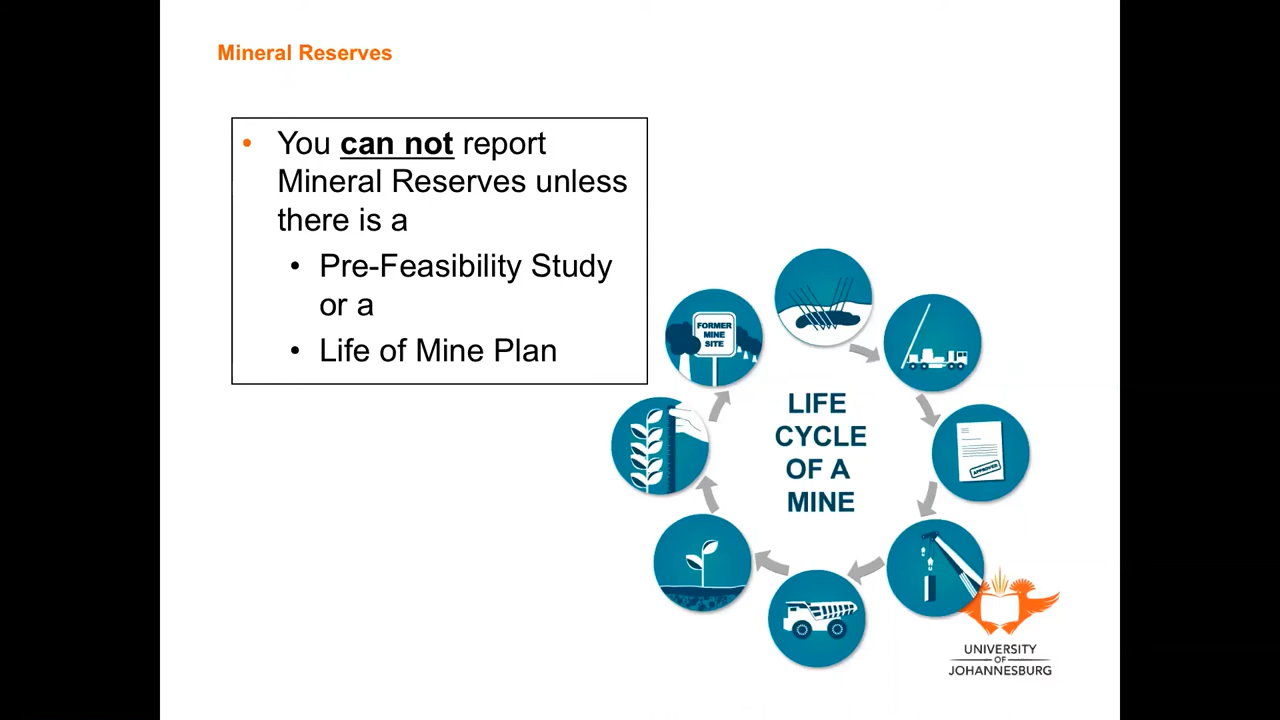 Mineral Reserves
• You can not report
Mineral Reserves unless
there is a
• Pre-Feasibility Study
or a
• Life of Mine Plan
FORMER
MINE
SITE
APPROVED
LIFE
CYCLE
OF A
MINE
UNIVERSITY
OF
JOHANNESBURG